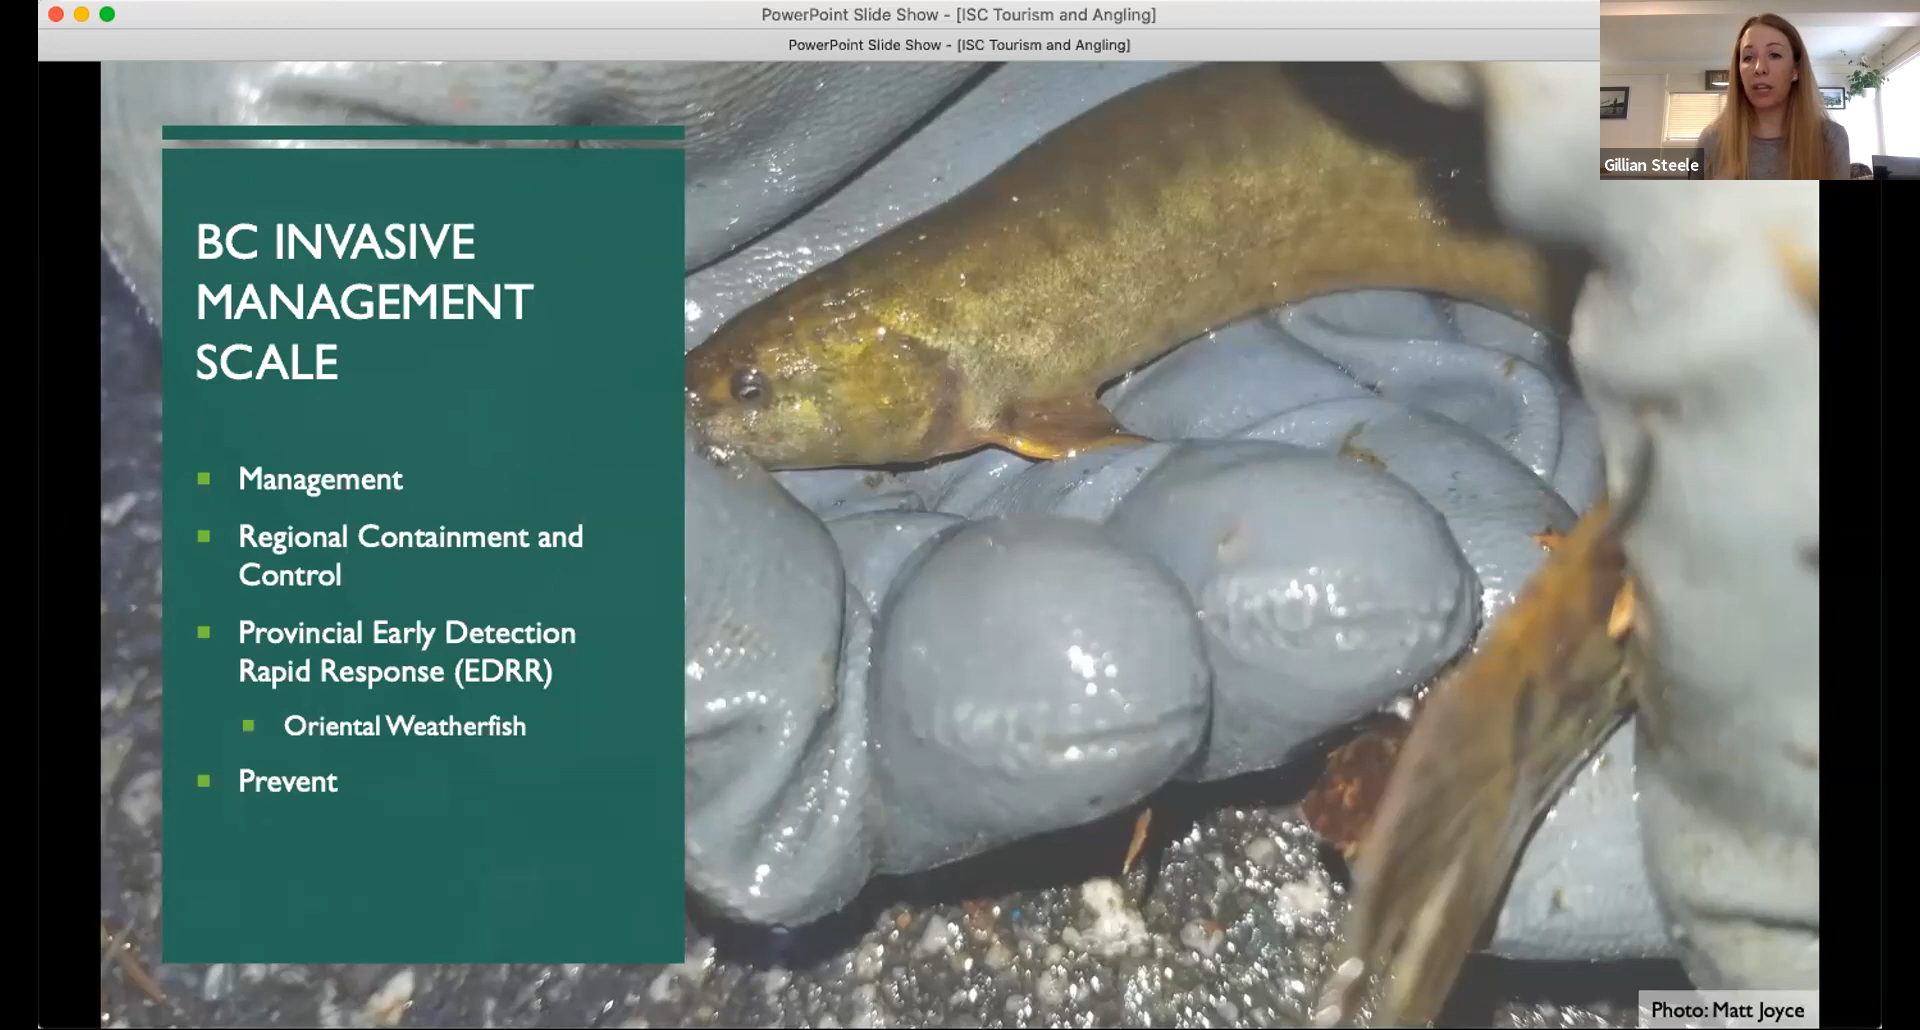 PowerPoint Slide Show - [ISC Tourism and Angling]
PowerPoint Slide Show - [ISC Tourism and Angling]
Gillian Steele
BC INVASIVE
MANAGEMENT
SCALE
Management
Regional Containment and
Control
Provincial Early Detection
Rapid Response (EDRR)
Oriental Weatherfish
Prevent
Photo: Matt Joyce